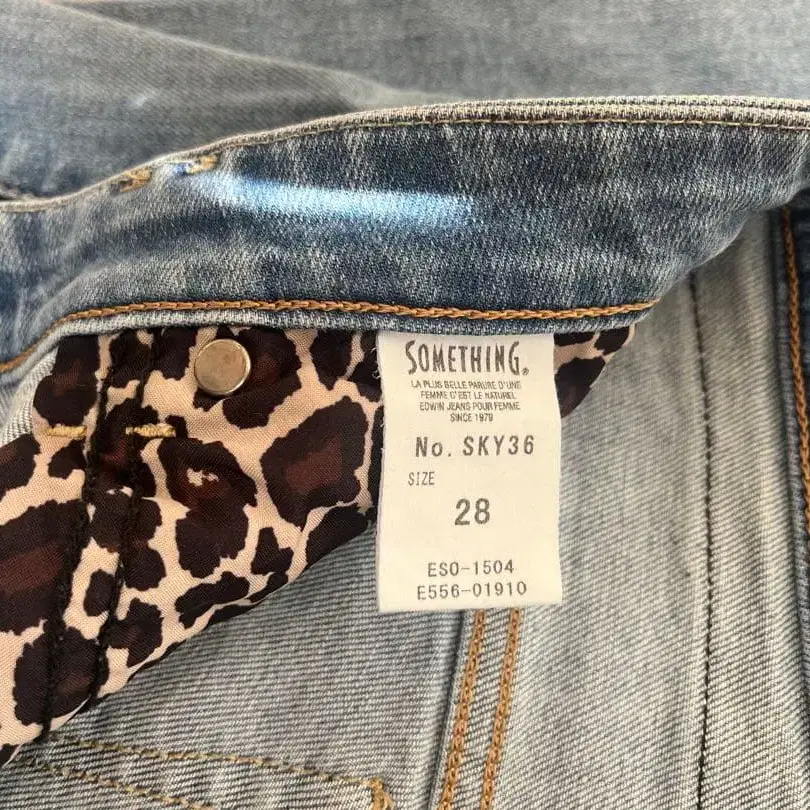 SOMETHING®
LA PLUS BELLE PARURE D'UNE
FEMME C'EST LE NATUREL
EDWIN JEANS POUR FEMME
SINCE 1979
No. SKY36
SIZE
28
ESO-1504
E556-01910